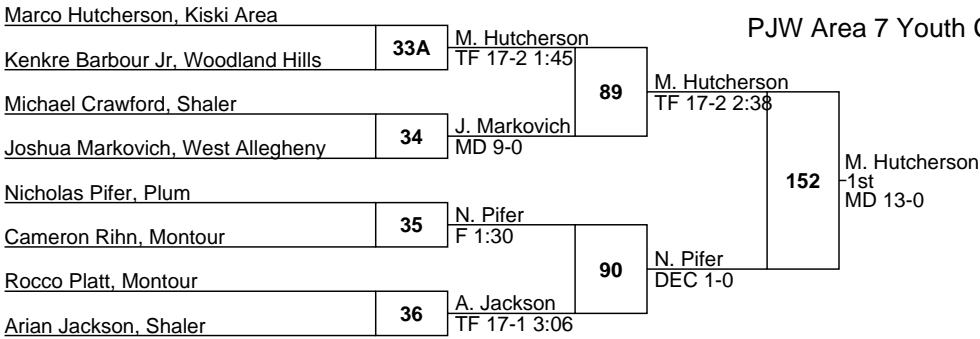 Marco Hutcherson, Kiski Area
PJW Area 7 Youth
33A
M. Hutcherson
TF 17-2 1:45
Kenkre Barbour Jr, Woodland Hills
89
M. Hutcherson
TF 17-2 2:38
Michael Crawford, Shaler
34
J. Markovich
MD 9-0
Joshua Markovich, West Allegheny
152
M. Hutcherson
1st
MD 13-0
Nicholas Pifer, Plum
35
N. Pifer
F 1:30
Cameron Rihn, Montour
90
N. Pifer
DEC 1-0
Rocco Platt, Montour
36
A. Jackson
TF 17-1 3:06
Arian Jackson, Shaler